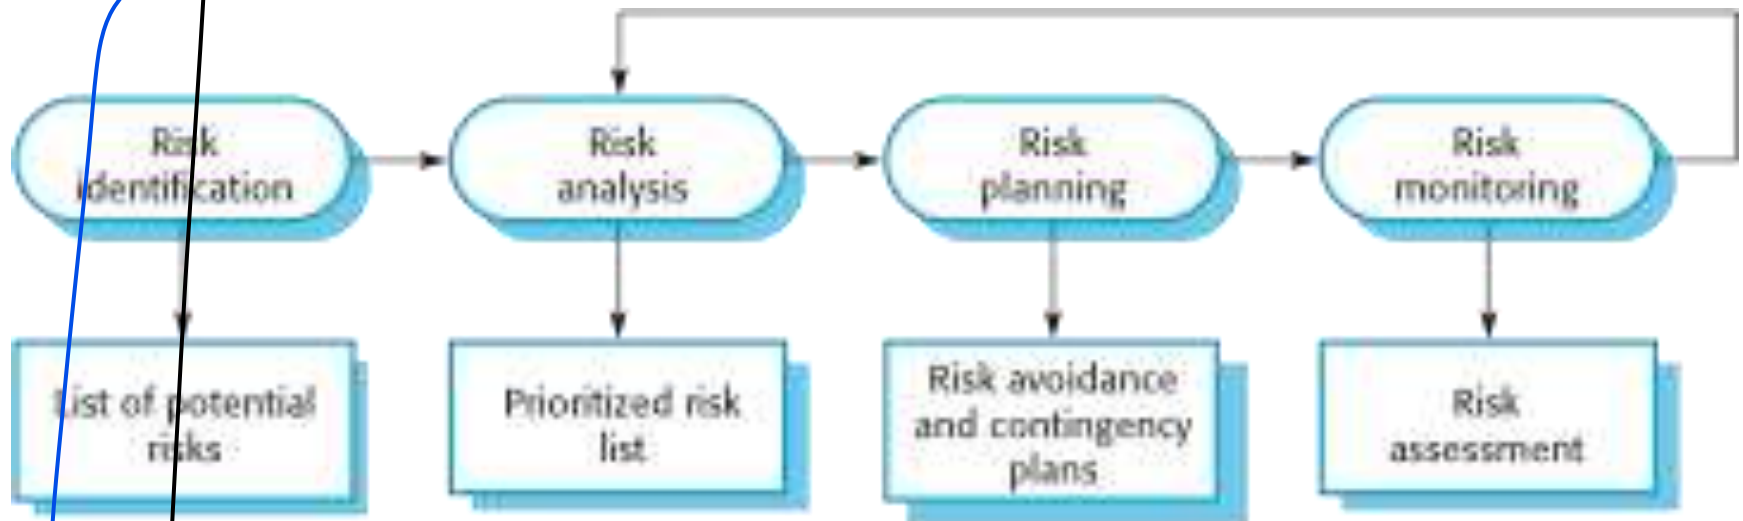 Risk
identification
Risk
analysis
Risk
planning
Risk
monitoring
List of potential
risks
Prioritized risk
list
Risk avoidance
and contingency
plans
Risk
assessment